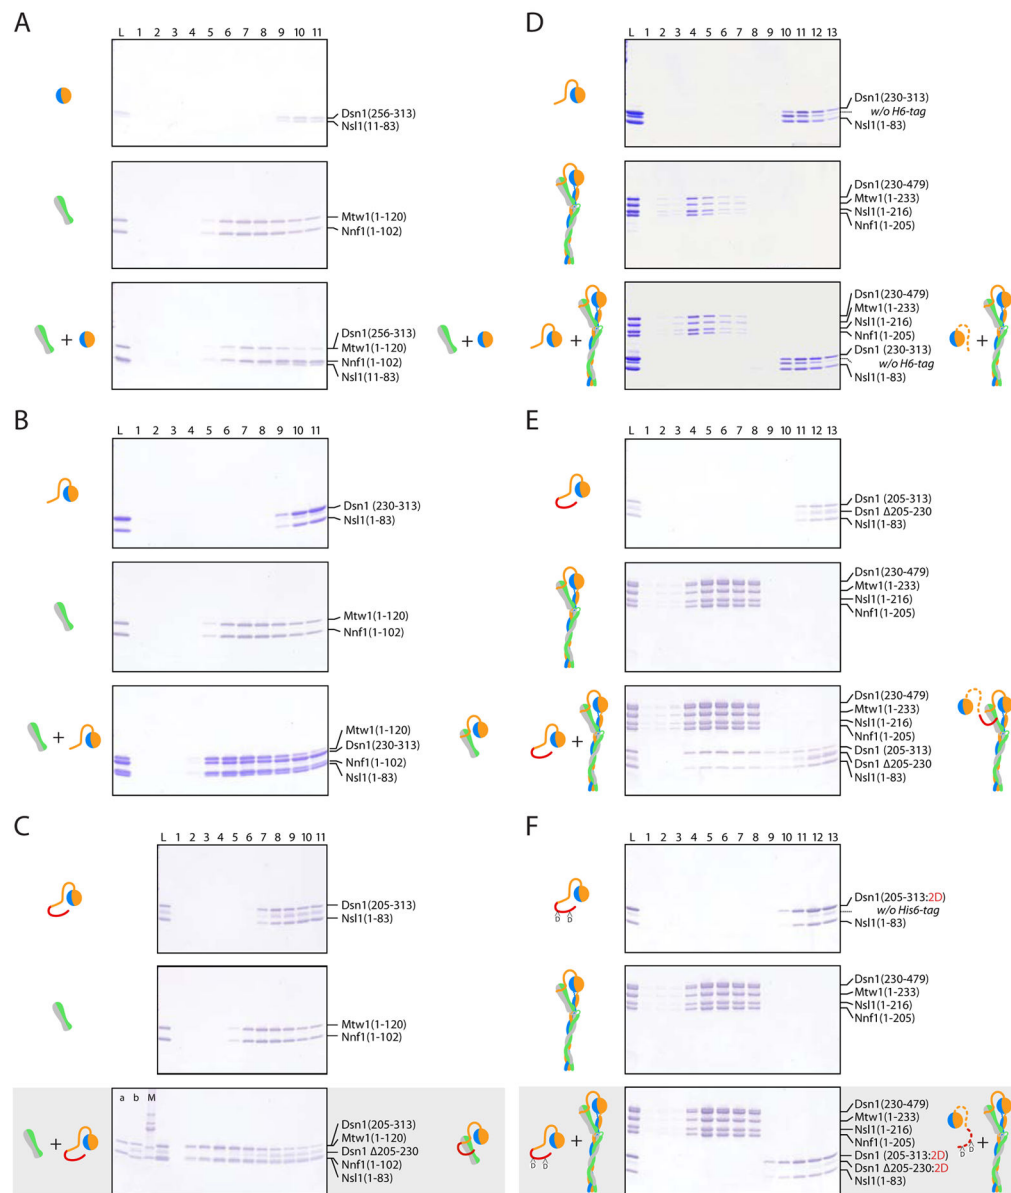 A
L 1 2 3 4 5 6 7 8 9 10 11
Dsn1(256-313)
Nsl1(11-83)
Mtw1(1-120)
Nnf1(1-102)
+
Dsn1(256-313)
Mtw1(1-120)
Nnf1(1-102)
Nsl1(11-83)
+
B
L 1 2 3 4 5 6 7 8 9 10 11
Dsn1 (230-313)
Nsl1(1-83)
Mtw1(1-120)
Nnf1(1-102)
+
Mtw1(1-120)
Dsn1(230-313)
Nnf1(1-102)
Nsl1(1-83)
C
L 1 2 3 4 5 6 7 8 9 10 11
Dsn1(205-313)
Nsl1(1-83)
Mtw1(1-120)
Nnf1(1-102)
+
a b M
Dsn1(205-313)
Mtw1(1-120)
Dsn1 Δ205-230
Nnf1(1-102)
Nsl1(1-83)
D
L 1 2 3 4 5 6 7 8 9 10 11 12 13
Dsn1(230-313)
w/o H6-tag
Nsl1(1-83)
Dsn1(230-479)
Mtw1(1-233)
Nsl1(1-216)
Nnf1(1-205)
+
Dsn1(230-479)
Mtw1(1-233)
Nsl1(1-216)
Nnf1(1-205)
Dsn1 (230-313)
w/o H6-tag
Nsl1(1-83)
+
E
L 1 2 3 4 5 6 7 8 9 10 11 12 13
Dsn1 (205-313)
Dsn1 Δ205-230
Nsl1(1-83)
Dsn1(230-479)
Mtw1(1-233)
Nsl1(1-216)
Nnf1(1-205)
+
Dsn1(230-479)
Mtw1(1-233)
Nsl1(1-216)
Nnf1(1-205)
Dsn1 (205-313)
Dsn1 Δ205-230
Nsl1(1-83)
F
L 1 2 3 4 5 6 7 8 9 10 11 12 13
D D
Dsn1(205-313:2D)
w/o His6-tag
Nsl1(1-83)
Dsn1(230-479)
Mtw1(1-233)
Nsl1(1-216)
Nnf1(1-205)
D D
+
Dsn1(230-479)
Mtw1(1-233)
Nsl1(1-216)
Nnf1(1-205)
Dsn1 (205-313:2D)
Dsn1 Δ205-230:2D
Nsl1(1-83)
D D
+